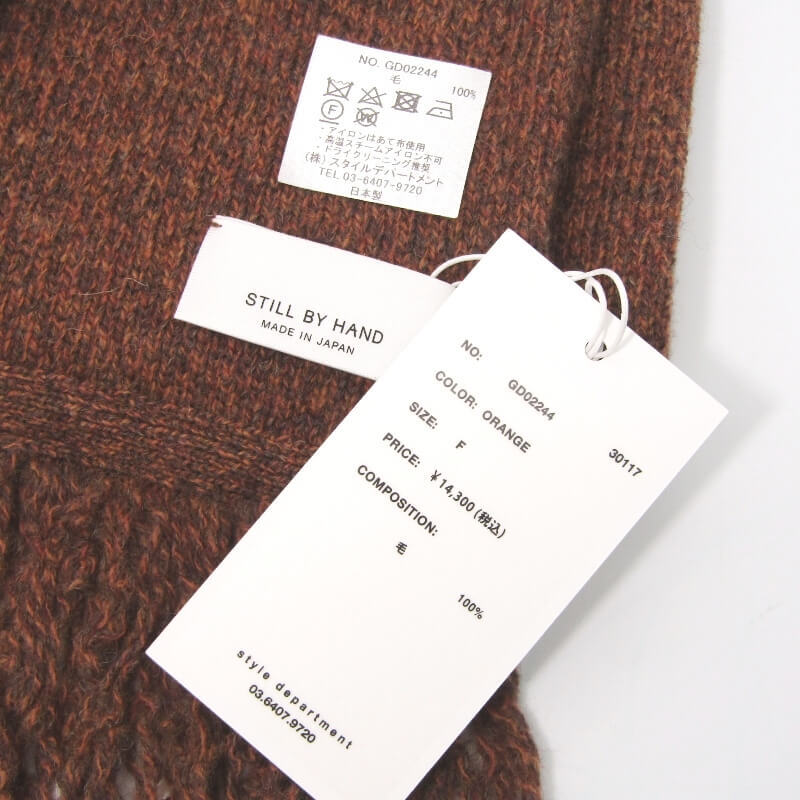 NO. GD02244
毛
100%
F
W
・アイロンはあて布使用
・高温スチームアイロン不可
・ドライクリーニング推奨
(株)スタイルデパートメント
TEL 03-6407-9720
日本製
STILL BY HAND
MADE IN JAPAN
NO: GD02244 30117
COLOR: ORANGE
SIZE: F
PRICE: ¥14,300(税込)
COMPOSITION:
毛 100%
style department
03.6407.9720